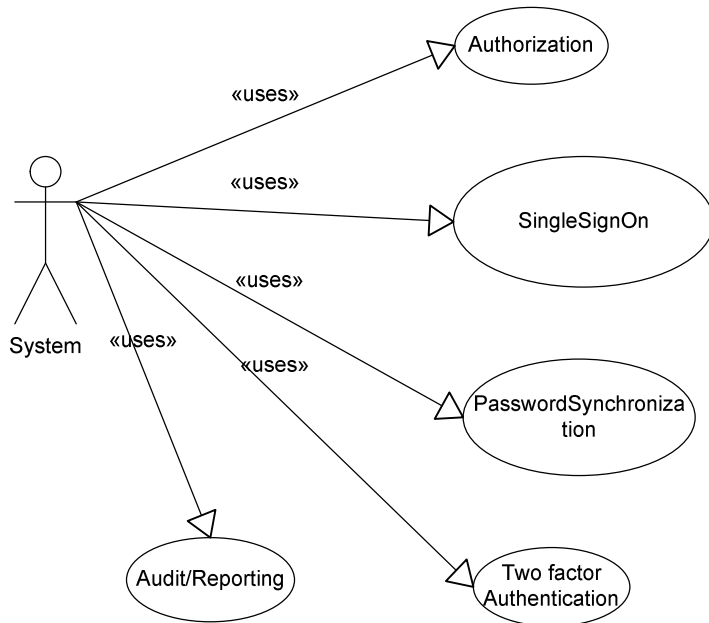 Authorization
«uses»
«uses»
SingleSignOn
«uses»
System
«uses»
«uses»
PasswordSynchroniza
tion
Audit/Reporting
Two factor
Authentication